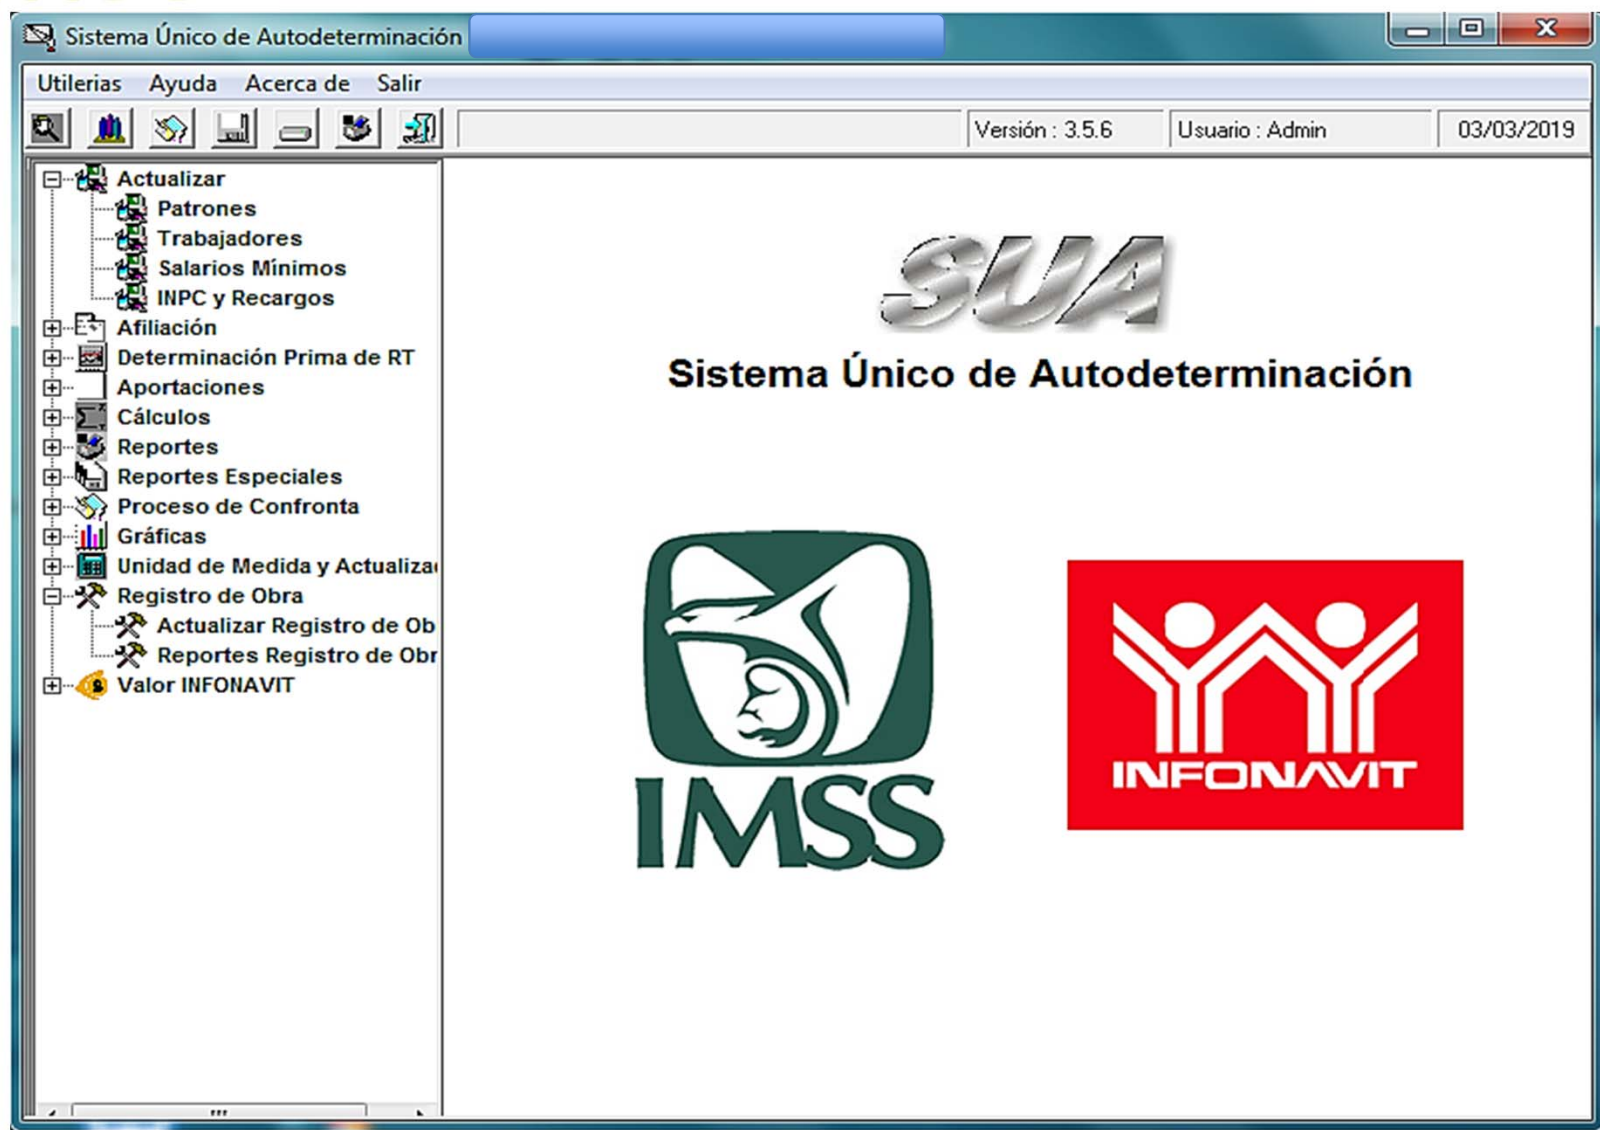 Sistema Único de Autodeterminación
Utilerias Ayuda Acerca de Salir
Versión : 3.5.6 Usuario : Admin 03/03/2019
Actualizar
Patrones
Trabajadores
Salarios Mínimos
INPC y Recargos
Afiliación
Determinación Prima de RT
Aportaciones
Cálculos
Reportes
Reportes Especiales
Proceso de Confronta
Gráficas
Unidad de Medida y Actualiza
Registro de Obra
Actualizar Registro de Ob
Reportes Registro de Obr
Valor INFONAVIT
SUA
Sistema Único de Autodeterminación
IMSS
INFONAVIT